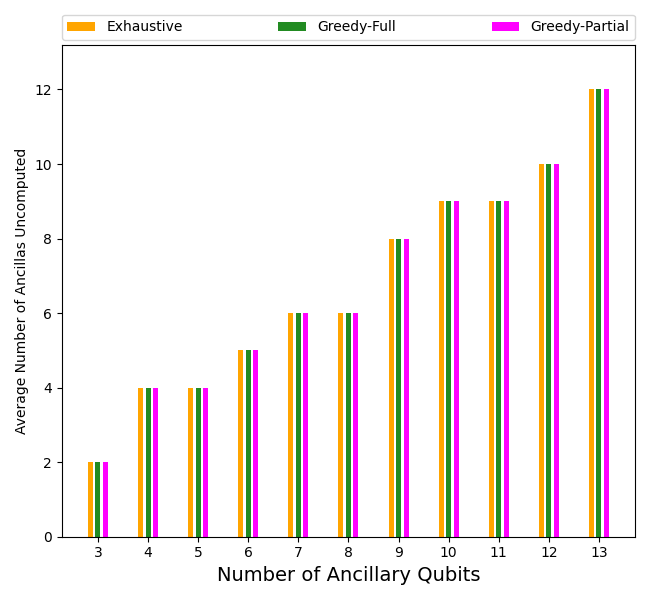 Exhaustive Greedy-Full Greedy-Partial
Average Number of Ancillas Uncomputed
12
10
8
6
4
2
0
3 4 5 6 7 8 9 10 11 12 13
Number of Ancillary Qubits